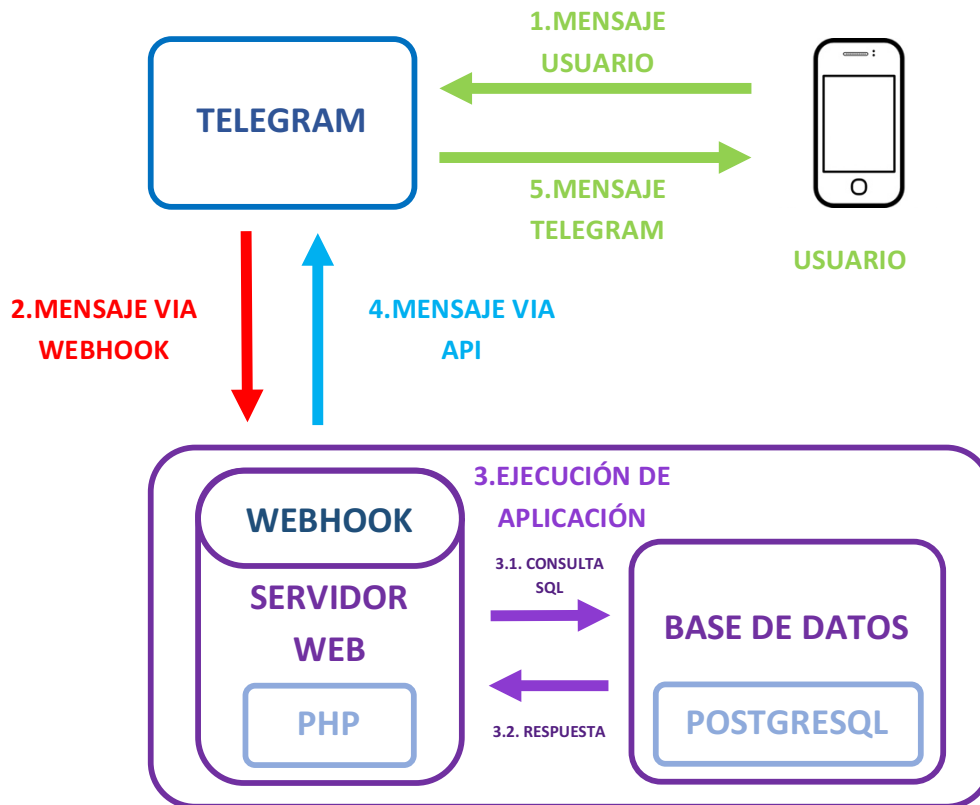 1.MENSAJE
USUARIO
TELEGRAM
5.MENSAJE
TELEGRAM
USUARIO
2.MENSAJE VIA
WEBHOOK
4.MENSAJE VIA
API
3.EJECUCIÓN DE
APLICACIÓN
WEBHOOK
3.1. CONSULTA
SQL
SERVIDOR
WEB
BASE DE DATOS
PHP
3.2. RESPUESTA
POSTGRESQL